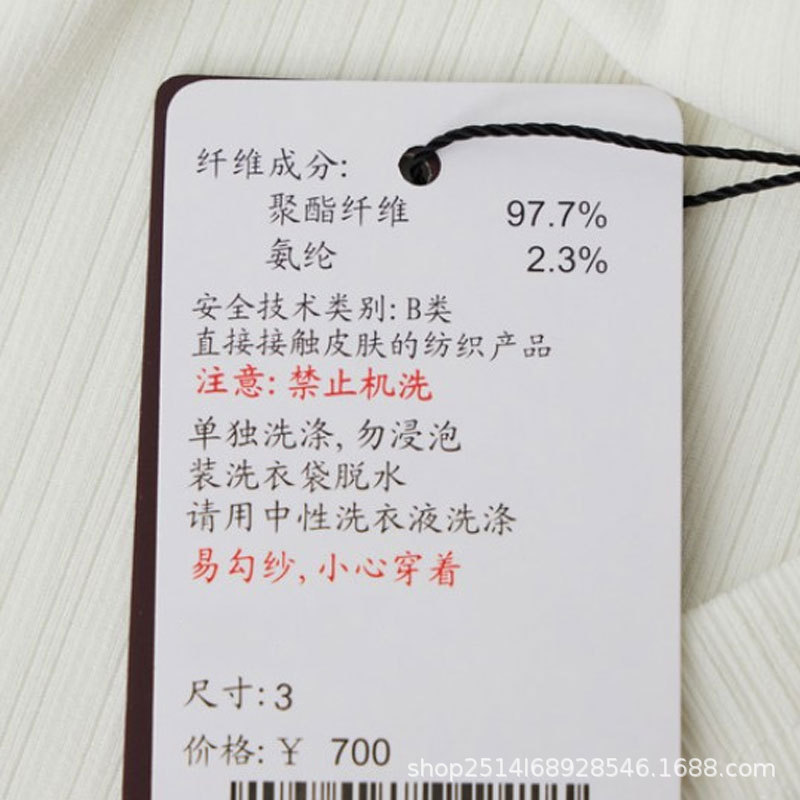 纤维成分:
聚酯纤维 97.7%
氨纶 2.3%
安全技术类别: B类
直接接触皮肤的纺织产品
注意: 禁止机洗
单独洗涤, 勿浸泡
装洗衣袋脱水
请用中性洗衣液洗涤
易勾纱, 小心穿着
尺寸: 3
价格: ¥ 700
shop2514l68928546.1688.com